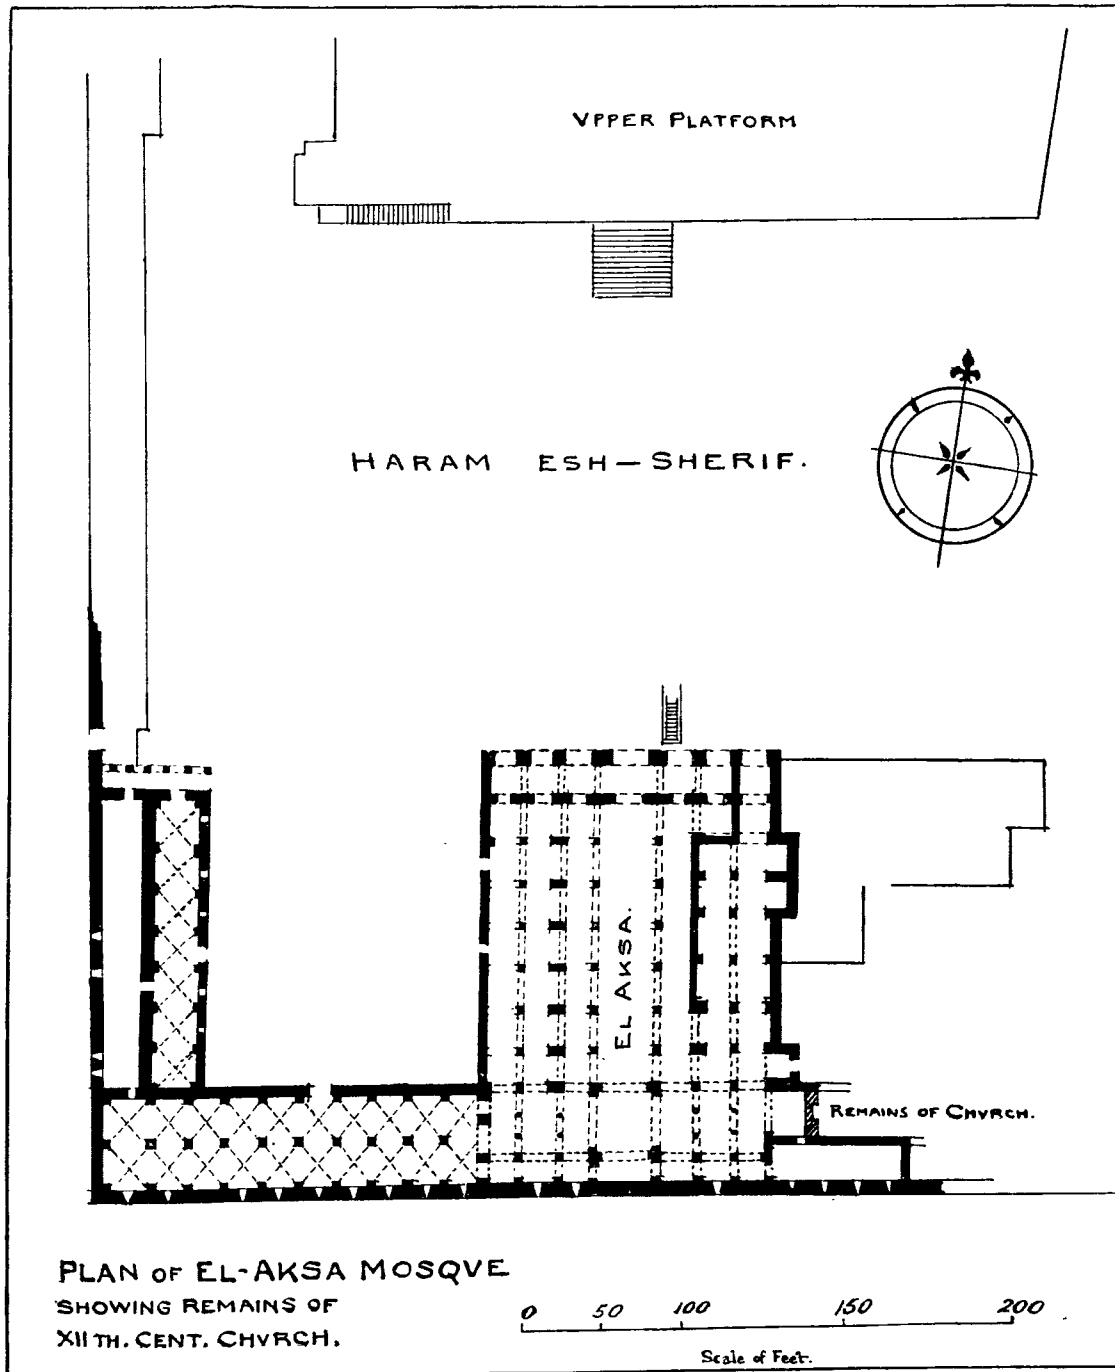 VPPER PLATFORM
HARAM ESH—SHERIF.
EL AKSA.
REMAINS OF CHVRCH.
PLAN OF EL-AKSA MOSQVE
SHOWING REMAINS OF
XIITH. CENT. CHVRCH.
0 50 100 150 200
Scale of Feet.